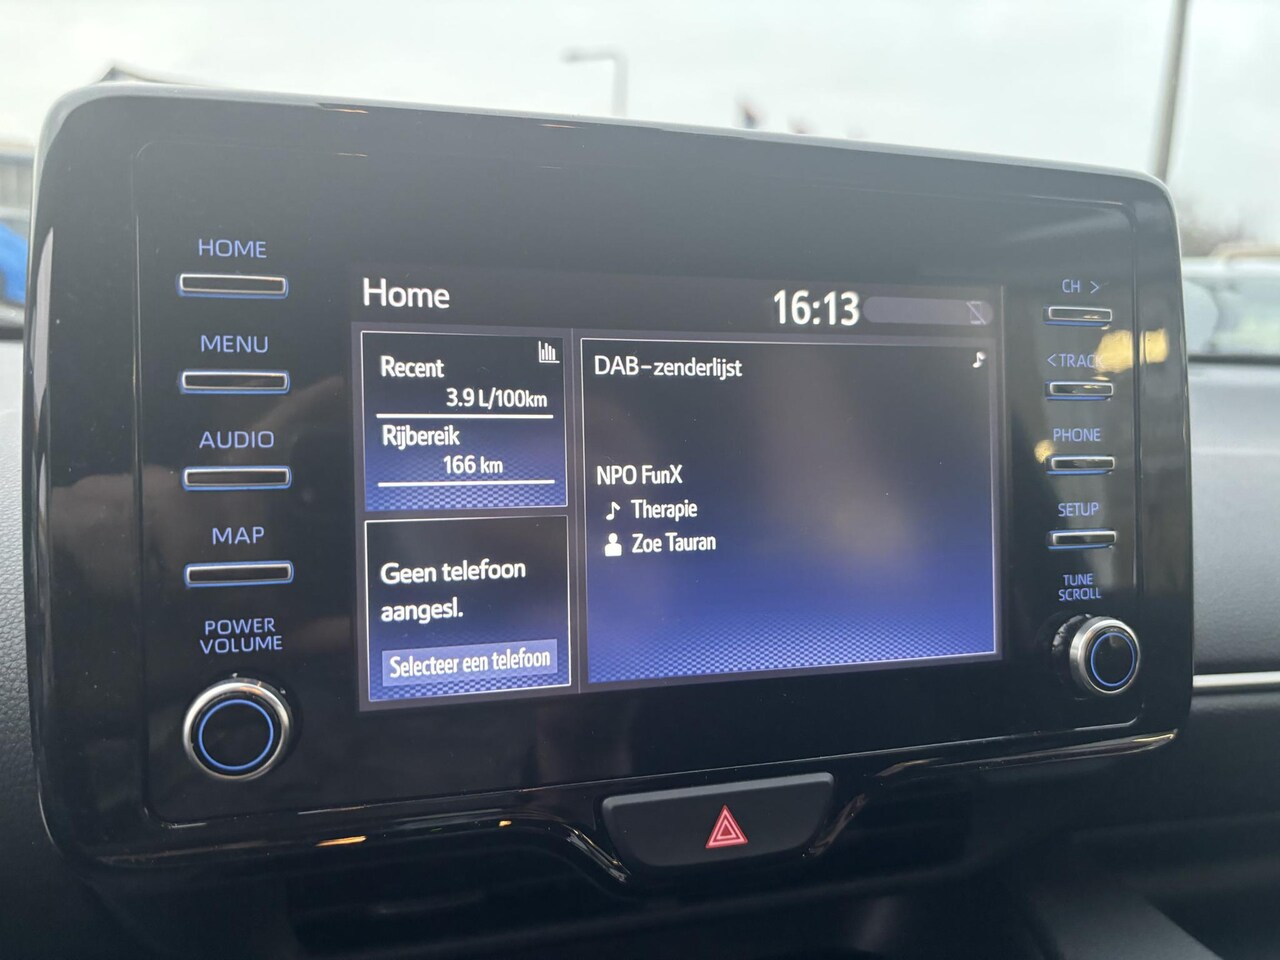 HOME
MENU
AUDIO
MAP
POWER
VOLUME
Home
16:13
Recent
3.9 L/100km
Rijbereik
166 km
Geen telefoon
aangesl.
Selecteer een telefoon
DAB-zenderlijst
NPO FunX
Therapie
Zoe Tauran
CH >
< TRACK
PHONE
SETUP
TUNE
SCROLL